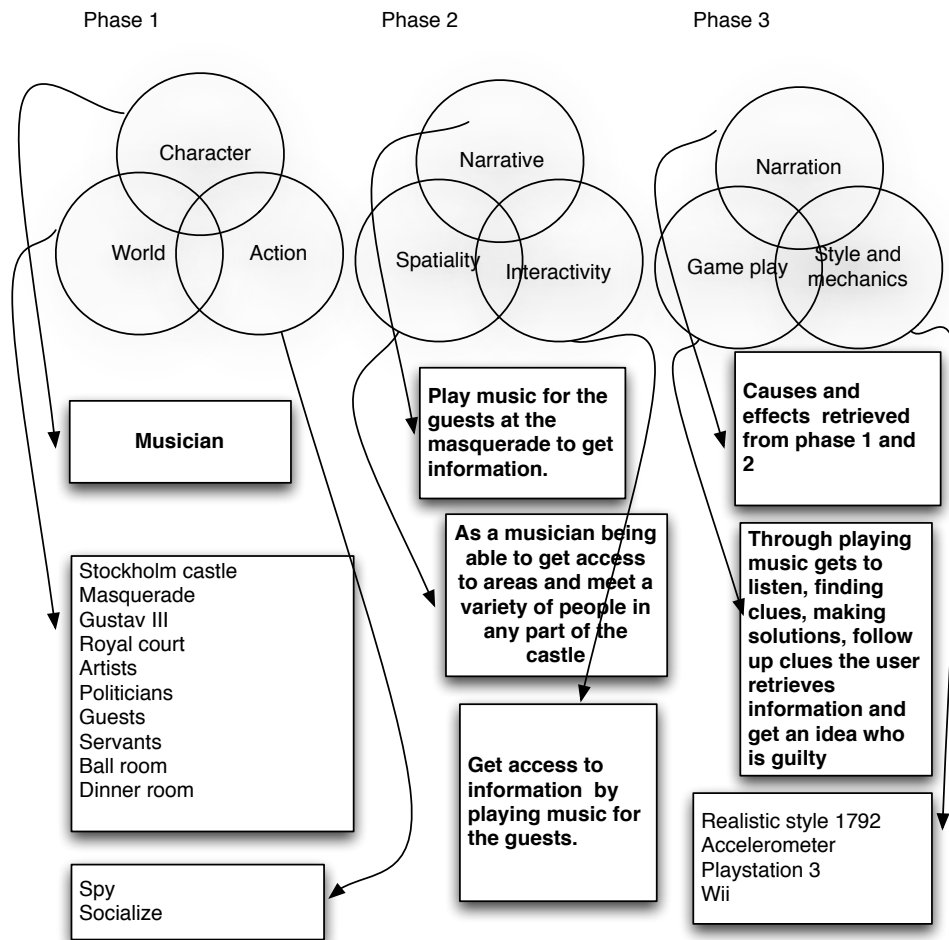 Phase 1
Phase 2
Phase 3
Character
World
Action
Narrative
Spatiality
Interactivity
Narration
Game play
Style and
mechanics
Musician
Stockholm castle
Masquerade
Gustav III
Royal court
Artists
Politicians
Guests
Servants
Ball room
Dinner room
Spy
Socialize
Play music for the
guests at the
masquerade to get
information.
As a musician being
able to get access
to areas and meet a
variety of people in
any part of the
castle
Get access to
information by
playing music for
the guests.
Causes and
effects retrieved
from phase 1 and
2
Through playing
music gets to
listen, finding
clues, making
solutions, follow
up clues the user
retrieves
information and
get an idea who
is guilty
Realistic style 1792
Accelerometer
Playstation 3
Wii